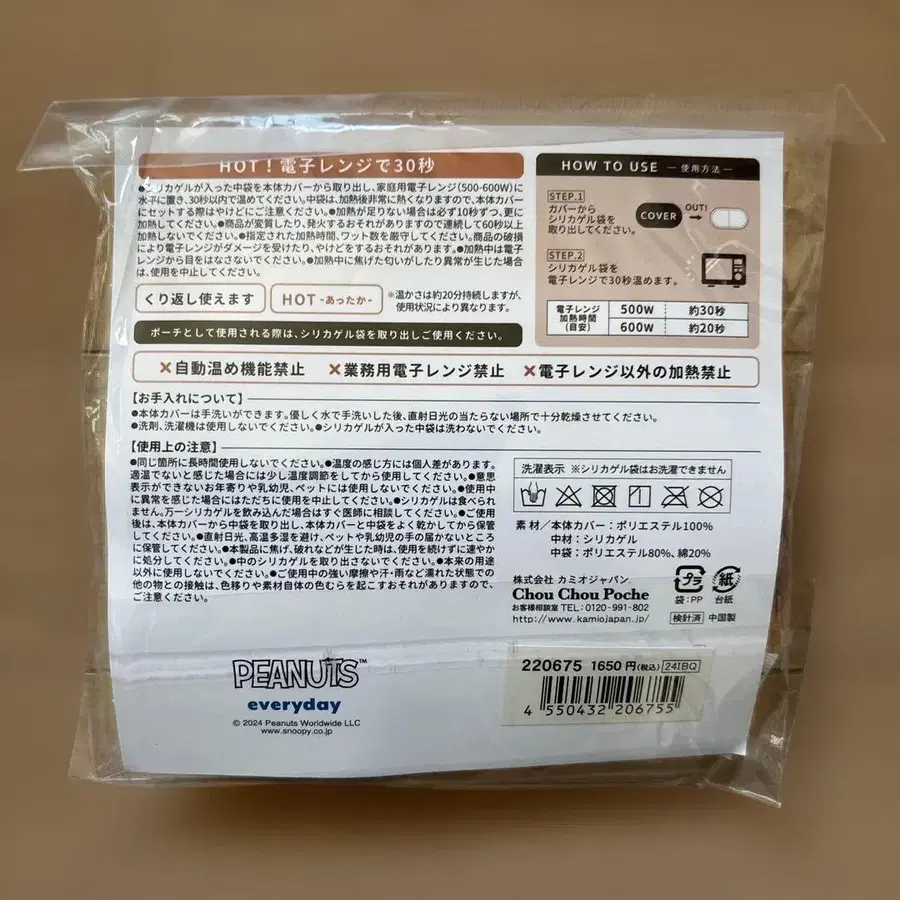 HOT！電子レンジで30秒
●シリカゲルが入った中袋を本体カバーから取り出し、家庭用電子レンジ(500-600W)に
水平に置き、30秒以内で温めてください。中袋は、加熱後非常に熱くなりますので、本体カバー
にセットする際はやけどにご注意ください。●加熱が足りない場合は必ず10秒ずつ、更に
加熱してください。●商品が変質したり、発火するおそれがありますので連続して60秒以上
加熱しないでください。●指定された加熱時間、ワット数を厳守してください。商品の破損
により電子レンジがダメージを受けたり、やけどをするおそれがあります。●加熱中は電子
レンジから目をはなさないでください。●加熱中に焦げた匂いがしたり異常が生じた場合
は、使用を中止してください。
くり返し使えます
HOT -あったか-
※温かさは約20分持続しますが、
使用状況により異なります。
ポーチとして使用される際は、シリカゲル袋を取り出しご使用ください。
HOW TO USE ―使用方法―
STEP.1
カバーから
シリカゲル袋を
取り出してください。
COVER
OUT!
STEP.2
シリカゲル袋を
電子レンジで30秒温めます。
電子レンジ
加熱時間
(目安)
500W 約30秒
600W 約20秒
×自動温め機能禁止 ×業務用電子レンジ禁止 ×電子レンジ以外の加熱禁止
【お手入れについて】
●本体カバーは手洗いができます。優しく水で手洗いした後、直射日光の当たらない場所で十分乾燥させてください。
●洗剤、洗濯機は使用しないでください。●シリカゲルが入った中袋は洗わないでください。
【使用上の注意】
●同じ箇所に長時間使用しないでください。●温度の感じ方には個人差があります。
適温でないと感じた場合には少し温度調節をしてから使用してください。●意思
表示ができないお年寄りや乳幼児、ペットには使用しないでください。●使用中
に異常を感じた場合にはただちに使用を中止してください。●シリカゲルは食べられ
ません。万一シリカゲルを飲み込んだ場合はすぐ医師に相談してください。●ご使用
後は、本体カバーから中袋を取り出し、本体カバーと中袋をよく乾かしてから保管
してください。●直射日光、高温多湿を避け、ペットや乳幼児の手の届かないところ
に保管してください。●本製品に焦げ、破れなどが生じた時は、使用を続けずに速やか
に処分してください。●中のシリカゲルを取り出さないでください。●本来の用途
以外に使用しないでください。●ご使用中の強い摩擦や汗・雨など濡れた状態での
他の物との接触は、色移りや素材自体の色むらを起こすおそれがありますので、
ご注意ください。
洗濯表示 ※シリカゲル袋はお洗濯できません
素材/本体カバー：ポリエステル100%
中材：シリカゲル
中袋：ポリエステル80%、綿20%
株式会社 カミオジャパン
Chou Chou Poche
お客様相談室 TEL：0120-991-802
http://www.kamiojapan.jp/
プラ
袋：PP
紙
台紙
検針済 中国製
PEANUTS™
everyday
© 2024 Peanuts Worldwide LLC
www.snoopy.co.jp
220675 1650円(税込) 24IBQ
4 550432 206755